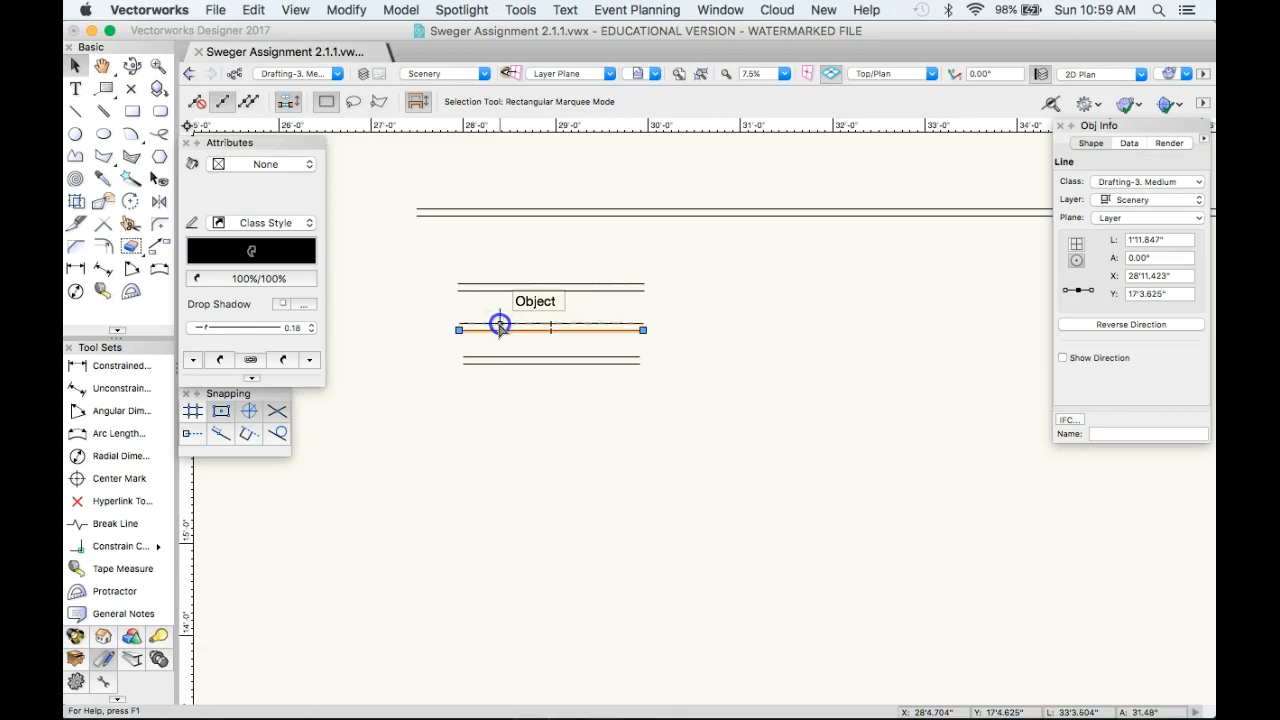 Vectorworks File Edit View Modify Model Spotlight Tools Text Event Planning Window Cloud New Help 98% Sun 10:59 AM
Vectorworks Designer 2017 Sweger Assignment 2.1.1.vwx - EDUCATIONAL VERSION - WATERMARKED FILE
Basic
Sweger Assignment 2.1.1.vw...
Drafting-3. Me... Scenery Layer Plane 7.5% Top/Plan 0.00° 2D Plan
Selection Tool: Rectangular Marquee Mode
5'-0" 26'-0" 27'-0" 28'-0" 29'-0" 30'-0" 31'-0" 32'-0" 33'-0" 34'-0"
Attributes
None
Class Style
100%/100%
Drop Shadow ...
0.18
Snapping
Object
Obj Info
Shape Data Render
Line
Class: Drafting-3. Medium
Layer: Scenery
Plane: Layer
L: 1'11.847"
A: 0.00°
X: 28'11.423"
Y: 17'3.625"
Reverse Direction
Show Direction
IFC...
Name:
Tool Sets
Constrained...
Unconstrain...
Angular Dim...
Arc Length...
Radial Dime...
Center Mark
Hyperlink To...
Break Line
Constrain C...
Tape Measure
Protractor
General Notes
15'-0"
14'-0"
For Help, press F1
X: 28'4.704" Y: 17'4.625" L: 33'3.604" A: 31.48°